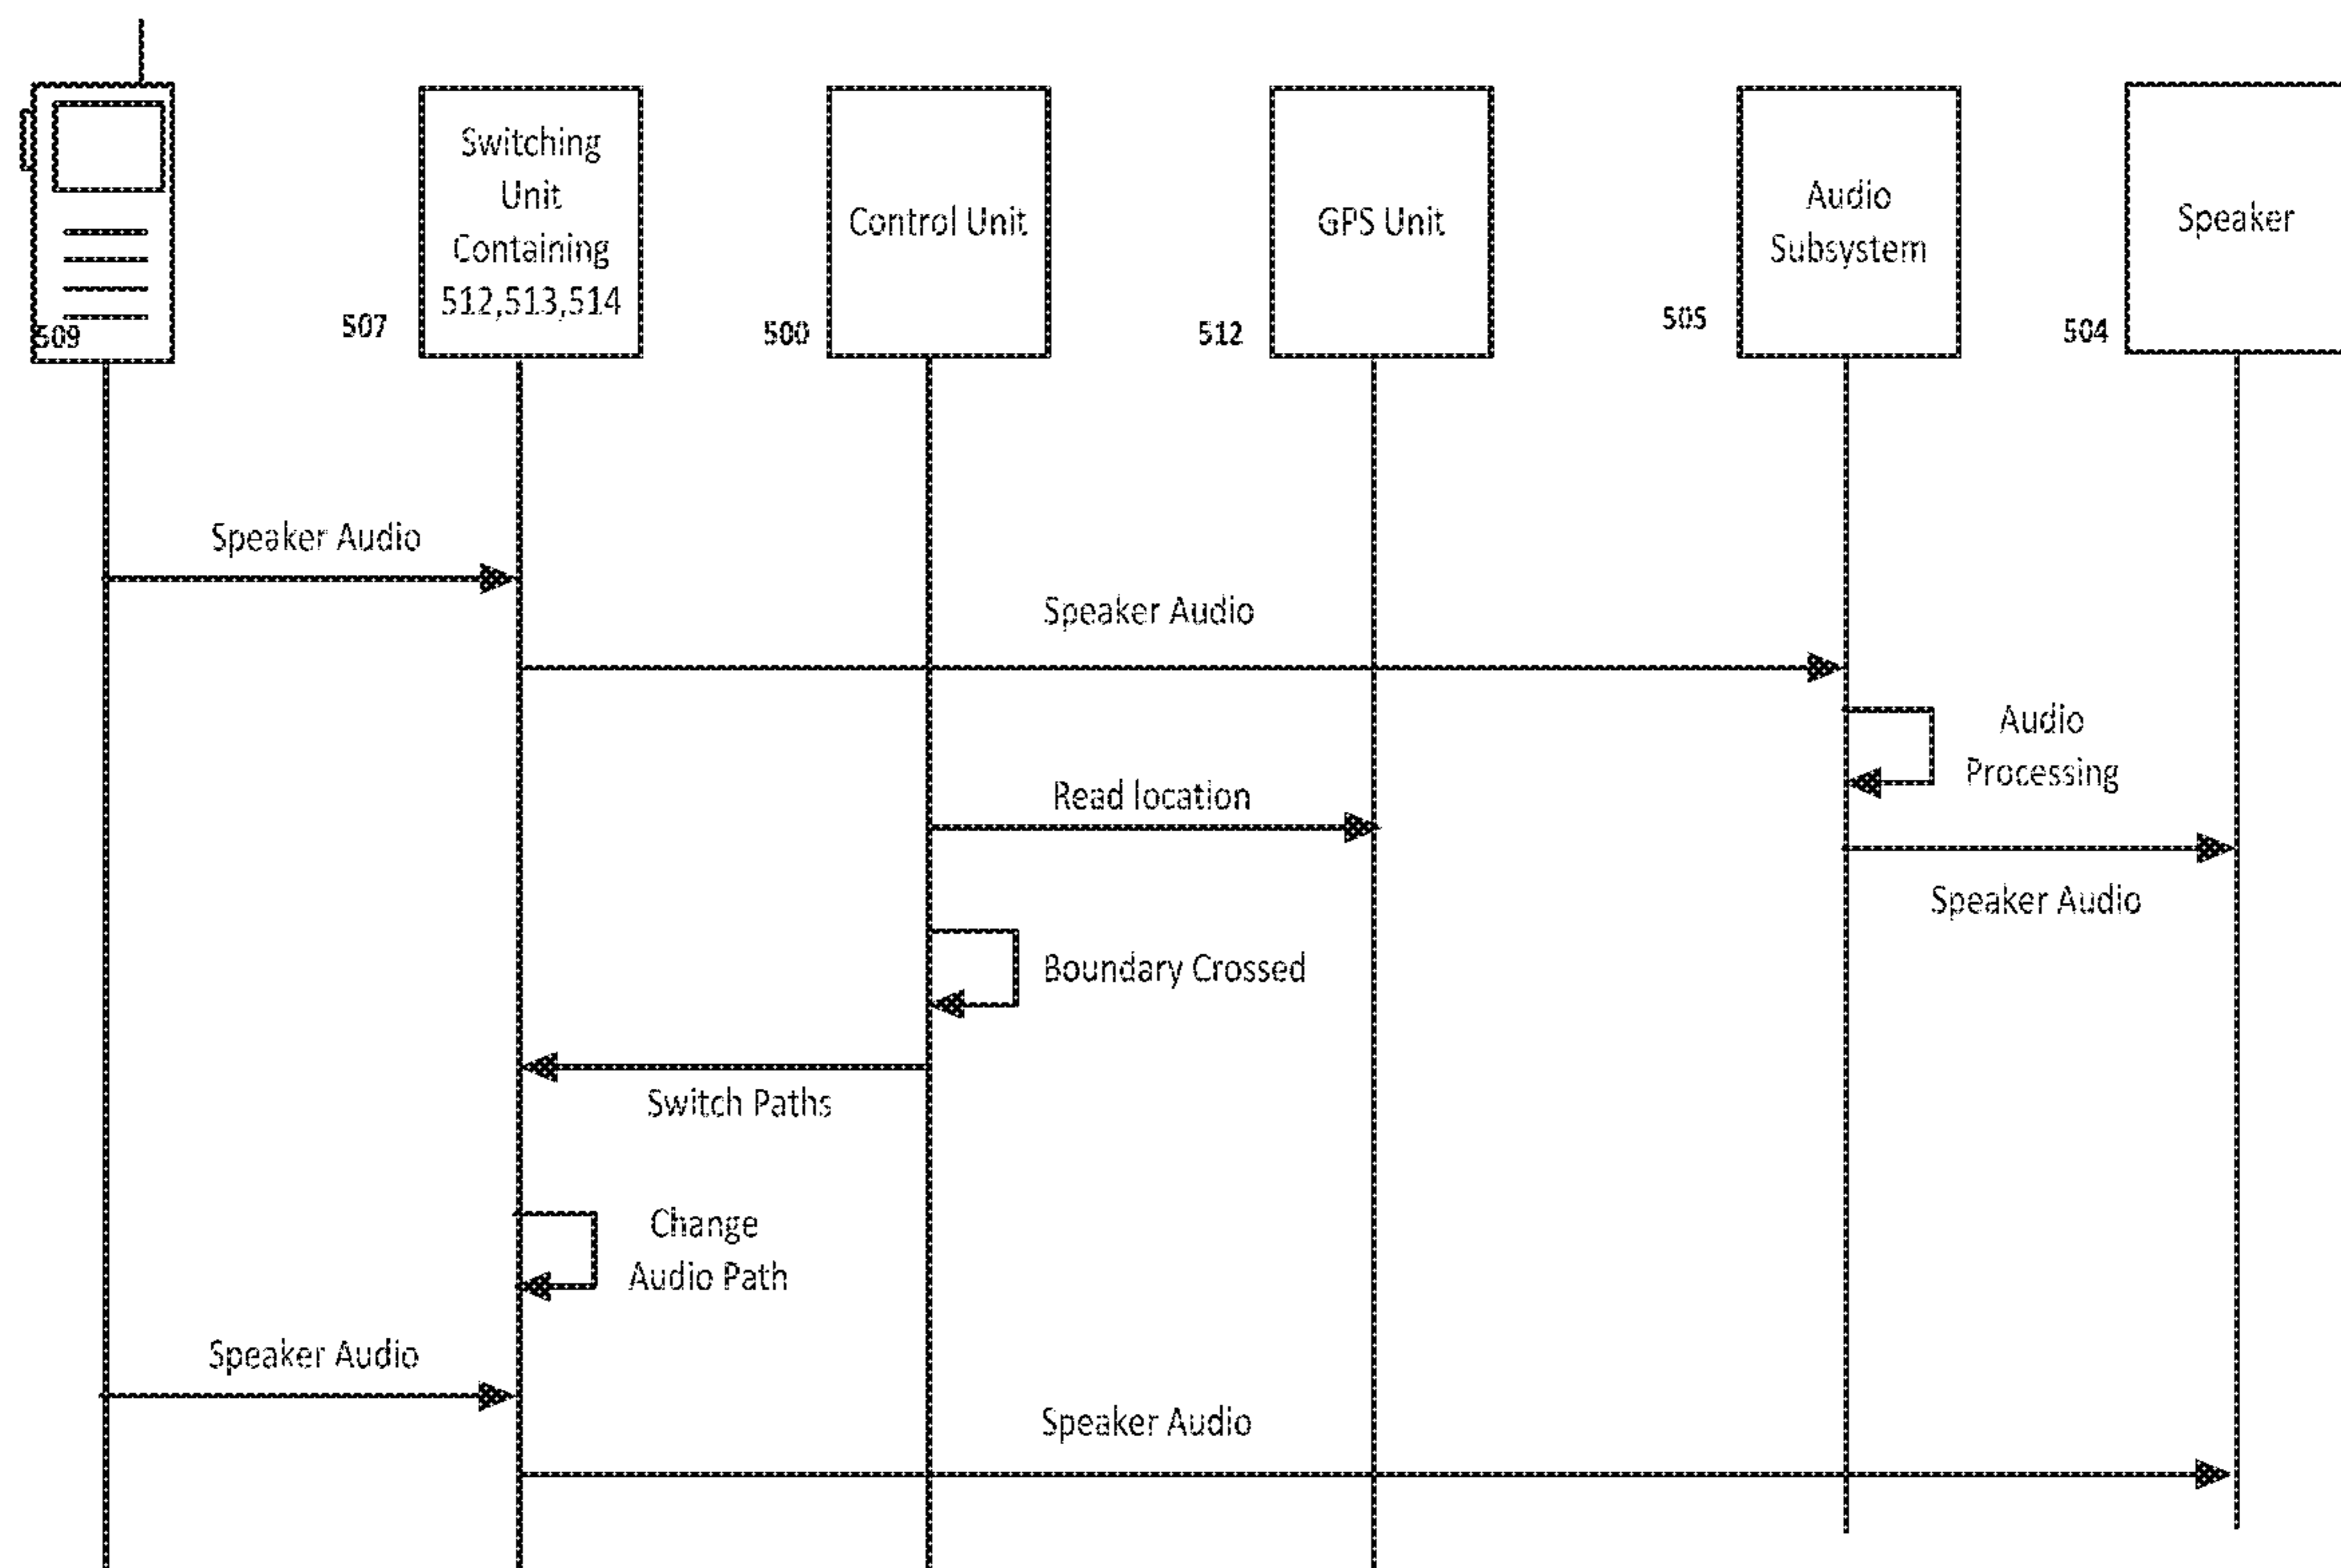 Switching
Unit
Containing
512,513,514
Control Unit
GPS Unit
Audio
Subsystem
Speaker
509
507
500
512
505
504
Speaker Audio
Speaker Audio
Audio
Processing
Read location
Speaker Audio
Boundary Crossed
Switch Paths
Change
Audio Path
Speaker Audio
Speaker Audio